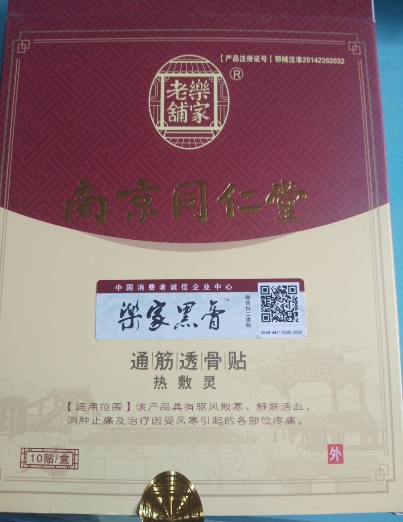 【产品注册证号】鄂械注准20142262032
樂家
老舖
®
南京同仁堂
中国消费者诚信企业中心
樂家黑膏
™
通筋透骨贴
热敷灵
【适用范围】该产品具有驱风散寒、舒筋活血、
消肿止痛及治疗因受风寒引起的各部位疼痛。
10贴/盒
外